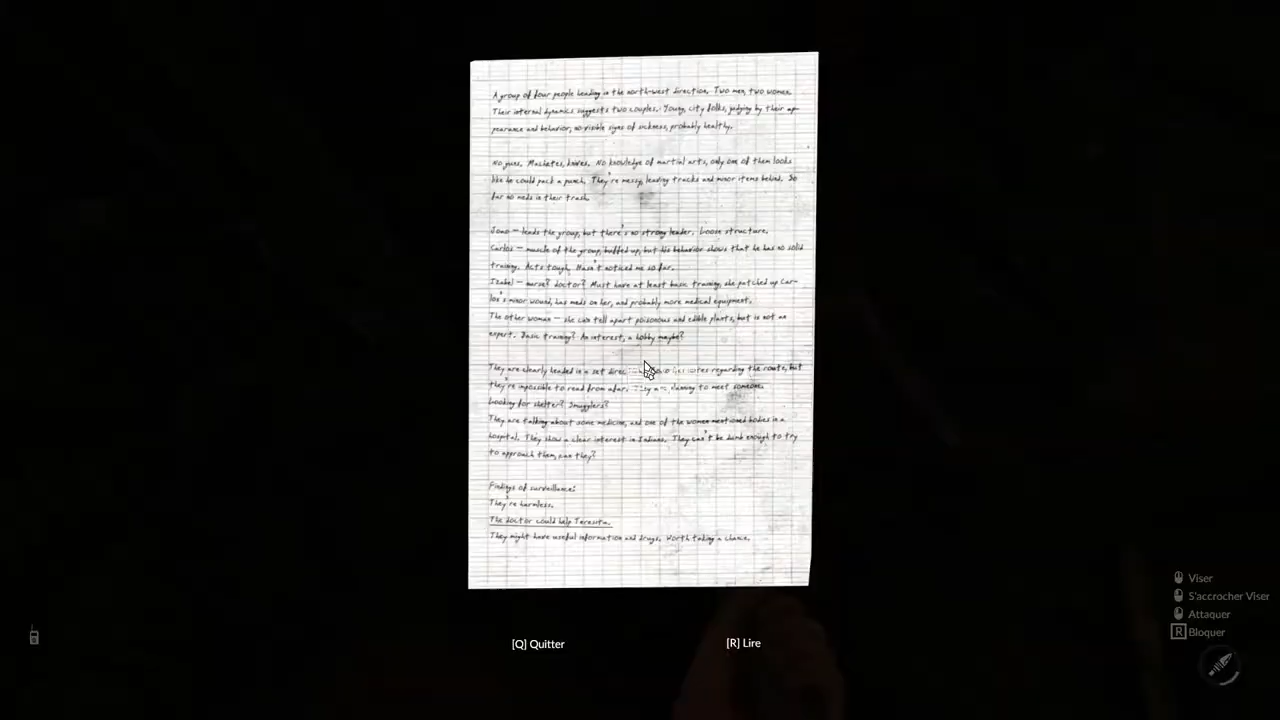 A group of four people heading in the north-west direction. Two men, two women.
Their internal dynamics suggests two couples. Young, city folks, judging by their ap-
pearance and behavior, no visible signs of sickness, probably healthy.
No guns. Machetes, knives. No knowledge of martial arts, only one of them looks
like he could pack a punch. They're messy, leaving tracks and minor items behind. So
far no meds in their trash.
Joao — leads the group, but there's no strong leader. Loose structure.
Carlos — muscle of the group, buffed up, but his behavior shows that he has no solid
training. Acts tough. Hasn't noticed me so far.
Izabel — nurse? doctor? Must have at least basic training, she patched up Car-
los's minor wound, has meds on her, and probably more medical equipment.
The other woman — she can tell apart poisonous and edible plants, but is not an
expert. Basic training? An interest, a hobby maybe?
They are clearly headed in a set regarding the route, but
they're impossible to read from afar. planning to meet someone.
Looking for shelter? Smugglers?
They are talking about some medicine, and one of the women mentioned bodies in a
hospital. They show a clear interest in Indians. They can't be dumb enough to try
to approach them, can they?
Findings of surveillance:
They're harmless.
The doctor could help Teresita.
They might have useful information and drugs. Worth taking a chance.
Viser
S'accrocher Viser
Attaquer
R Bloquer
[Q] Quitter
[R] Lire